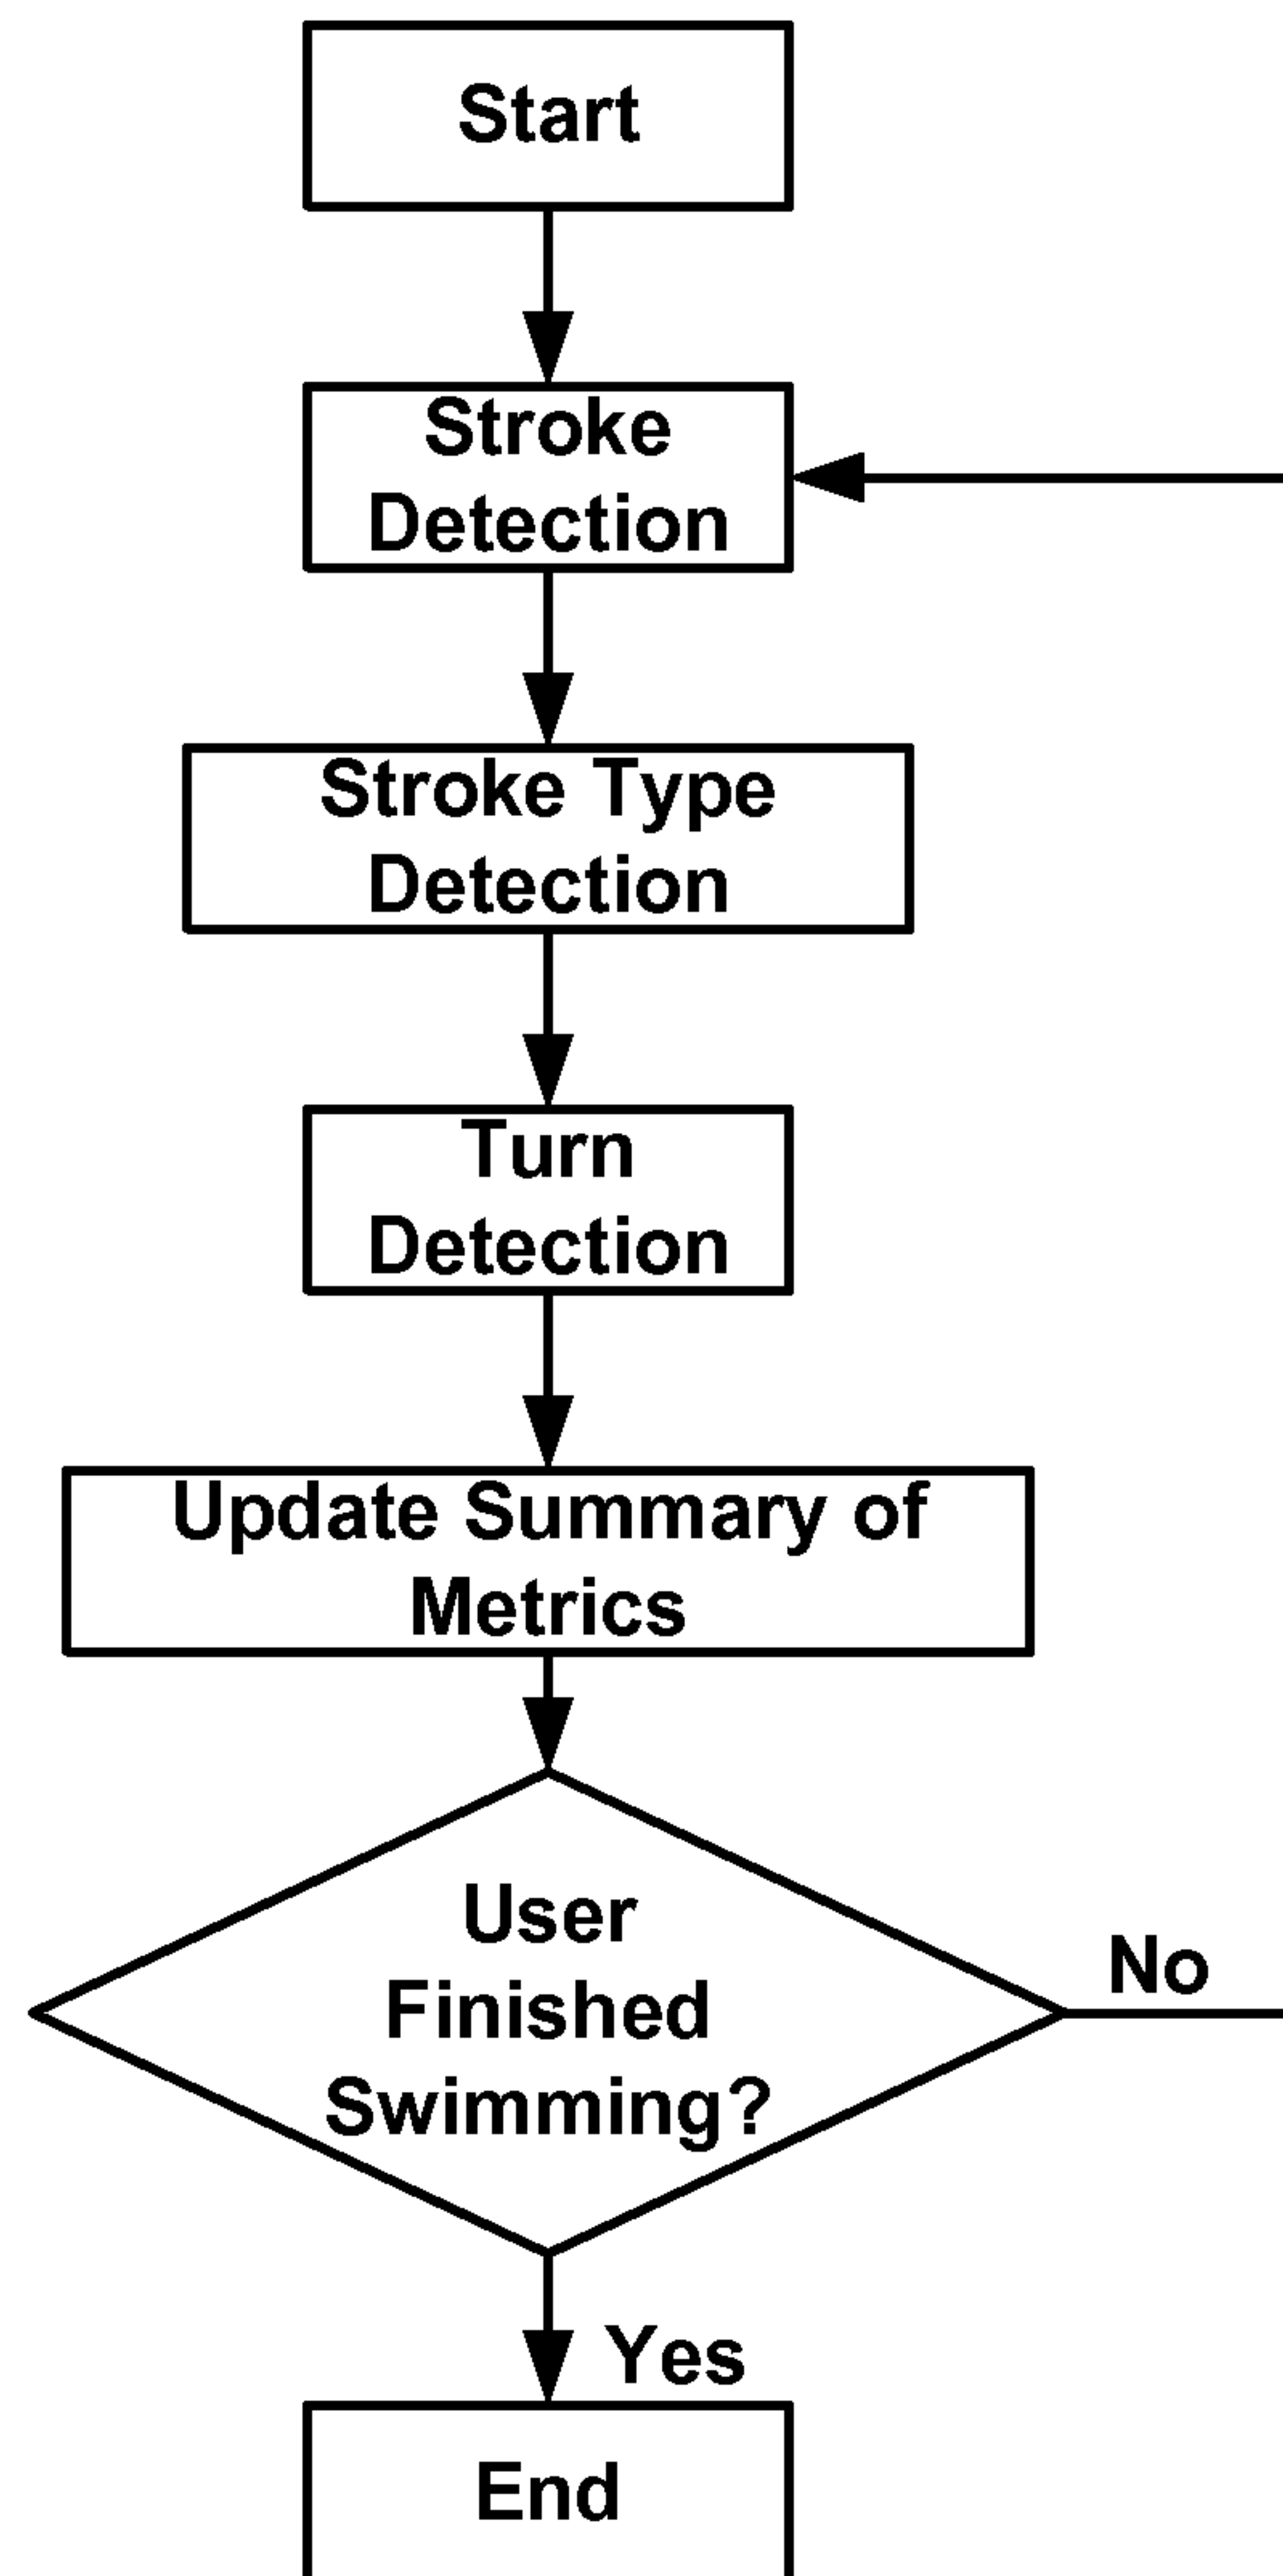 Start
Stroke
Detection
Stroke Type
Detection
Turn
Detection
Update Summary of
Metrics
User
Finished
Swimming?
No
Yes
End